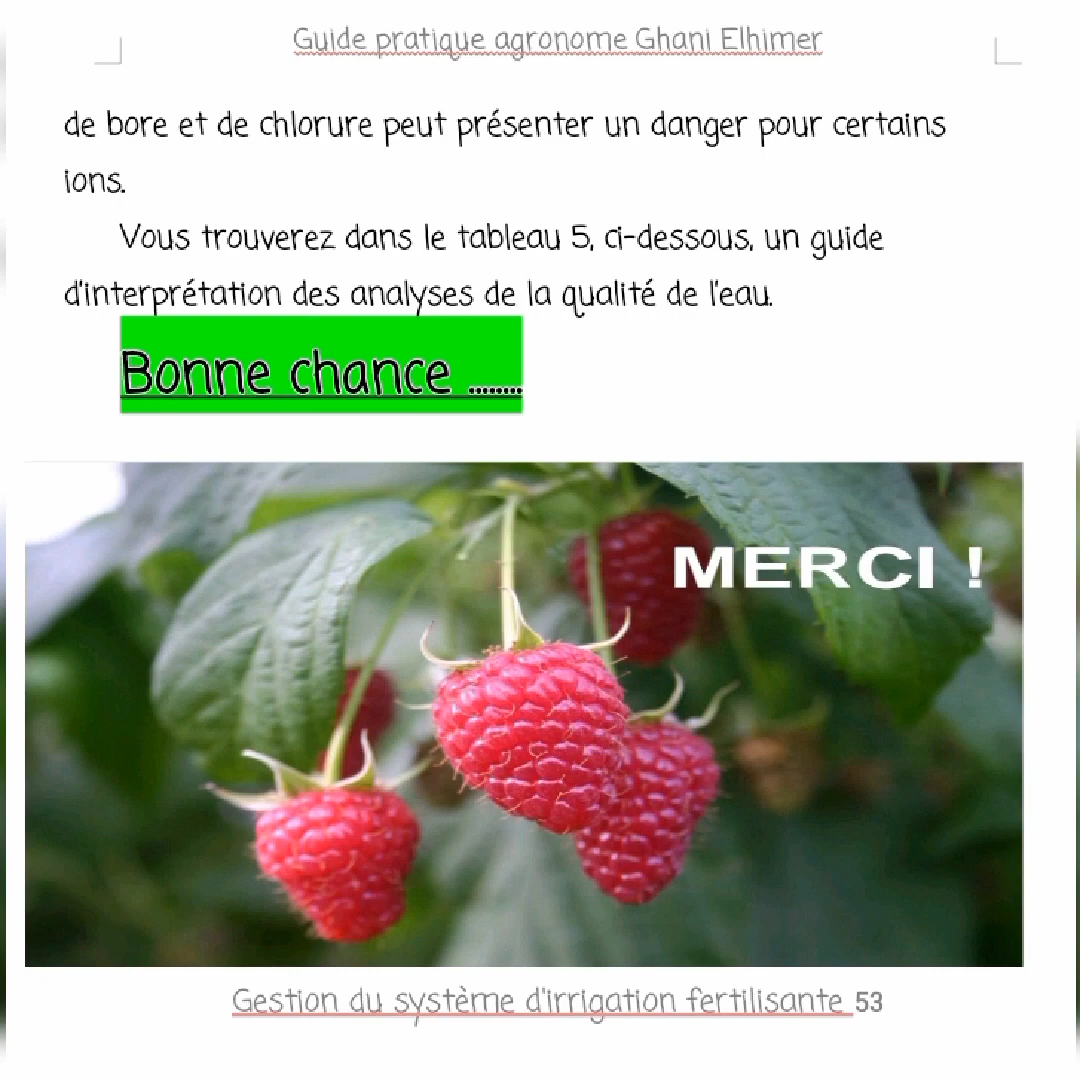 Guide pratique agronome Ghani Elhimer
de bore et de chlorure peut présenter un danger pour certains
ions.
Vous trouverez dans le tableau 5, ci-dessous, un guide
d'interprétation des analyses de la qualité de l'eau.
Bonne chance ........
MERCI !
Gestion du système d'irrigation fertilisante 53